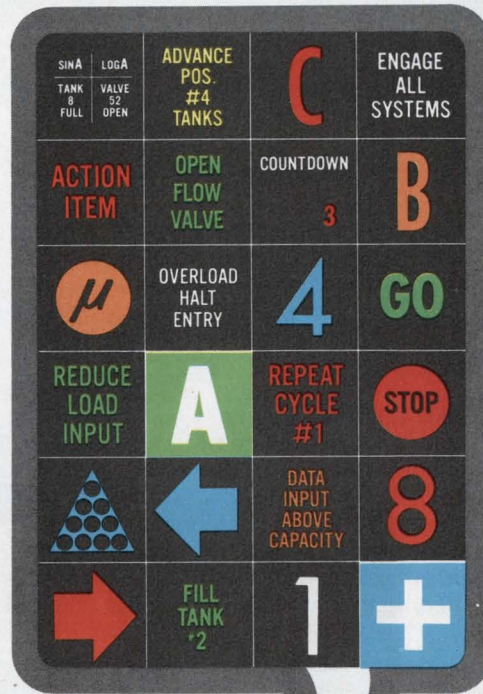 SINA LOGA
TANK
8
FULL
VALVE
52
OPEN
ADVANCE
POS.
#4
TANKS
C
ENGAGE
ALL
SYSTEMS
ACTION
ITEM
OPEN
FLOW
VALVE
COUNTDOWN
3
B
μ
OVERLOAD
HALT
ENTRY
4
GO
REDUCE
LOAD
INPUT
A
REPEAT
CYCLE
#1
STOP
DATA
INPUT
ABOVE
CAPACITY
8
FILL
TANK
#2
1
+